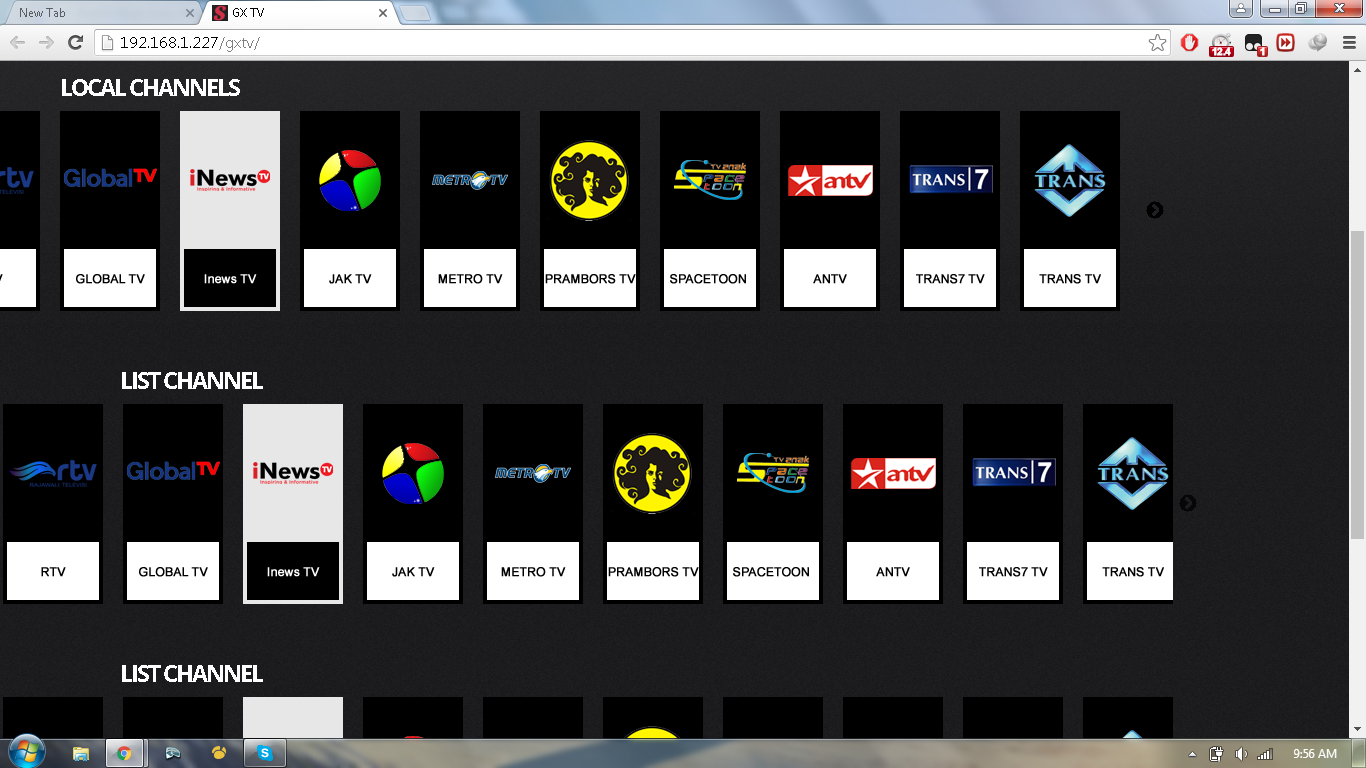 New Tab
GX TV
192.168.1.227/gxtv/
12.4
1
LOCAL CHANNELS
rtv
GlobalTV
iNews TV
Inspiring & Informative
METRO TV
TV anak
Spacetoon
antv
TRANS|7
TRANS
V
GLOBAL TV
Inews TV
JAK TV
METRO TV
PRAMBORS TV
SPACETOON
ANTV
TRANS7 TV
TRANS TV
LIST CHANNEL
rtv
RAJAWALI TELEVISI
GlobalTV
iNews TV
Inspiring & Informative
METRO TV
TV anak
Spacetoon
antv
TRANS|7
TRANS
RTV
GLOBAL TV
Inews TV
JAK TV
METRO TV
PRAMBORS TV
SPACETOON
ANTV
TRANS7 TV
TRANS TV
LIST CHANNEL
9:56 AM